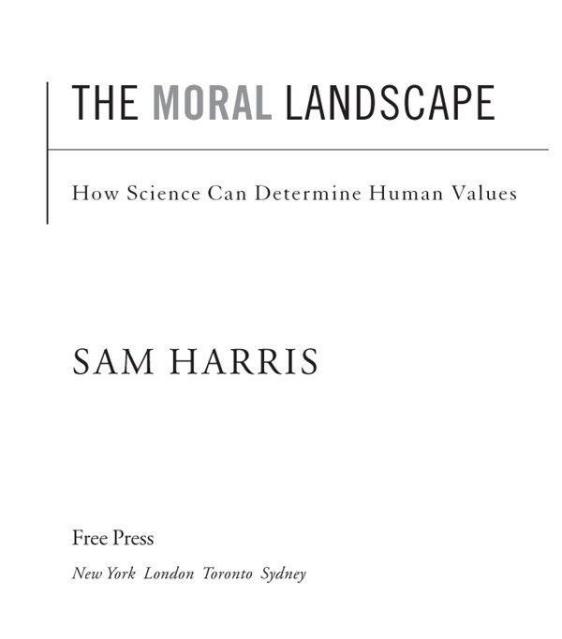 THE MORAL LANDSCAPE
How Science Can Determine Human Values
SAM HARRIS
Free Press
New York London Toronto Sydney